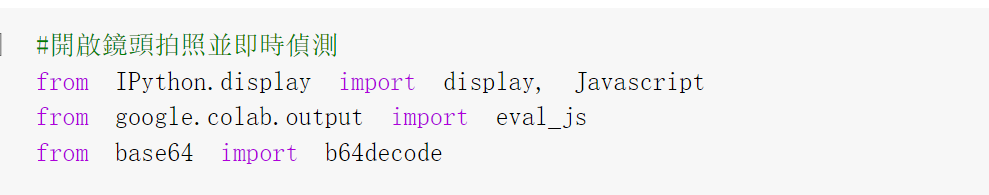 #開啟鏡頭拍照並即時偵測
from IPython.display import display, Javascript
from google.colab.output import eval_js
from base64 import b64decode